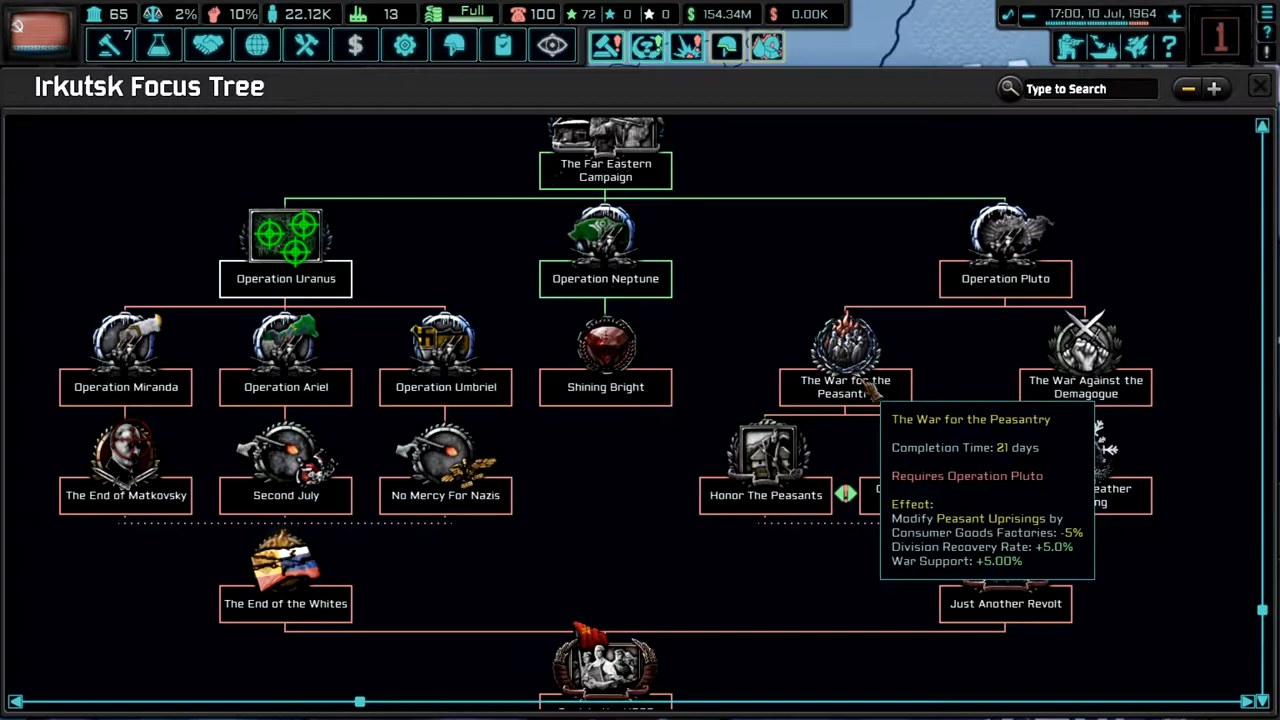 65 2% 10% 22.12K 13 Full 100 72 0 0 $ 154.34M $ 0.00K 17:00, 10 Jul, 1964
7 $ ? 1
Irkutsk Focus Tree
Type to Search
The Far Eastern
Campaign
Operation Uranus
Operation Neptune
Operation Pluto
Operation Miranda
Operation Ariel
Operation Umbriel
Shining Bright
The War for the
The War Against the
Demagogue
The War for the Peasantry
Completion Time: 21 days
Requires Operation Pluto
Effect:
Modify Peasant Uprisings by
Consumer Goods Factories: -5%
Division Recovery Rate: +5.0%
War Support: +5.00%
The End of Matkovsky
Second July
No Mercy For Nazis
Honor The Peasants
The End of the Whites
Just Another Revolt